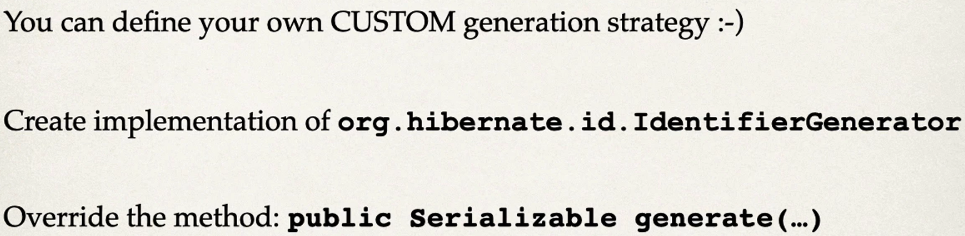 You can define your own CUSTOM generation strategy :-)
Create implementation of org.hibernate.id.IdentifierGenerator
Override the method: public Serializable generate(…)